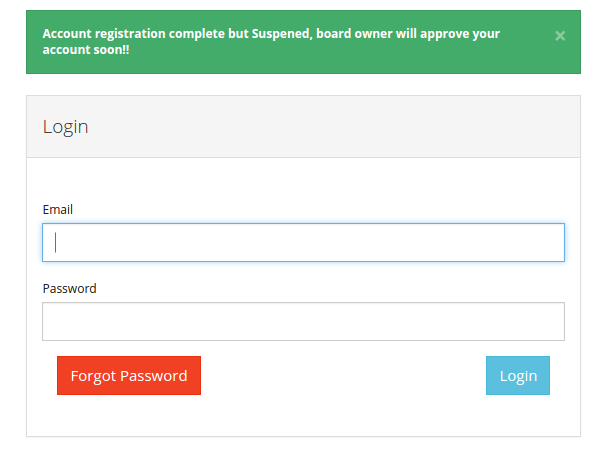 Account registration complete but Suspened, board owner will approve your
account soon!!
×
Login
Email
Password
Forgot Password
Login